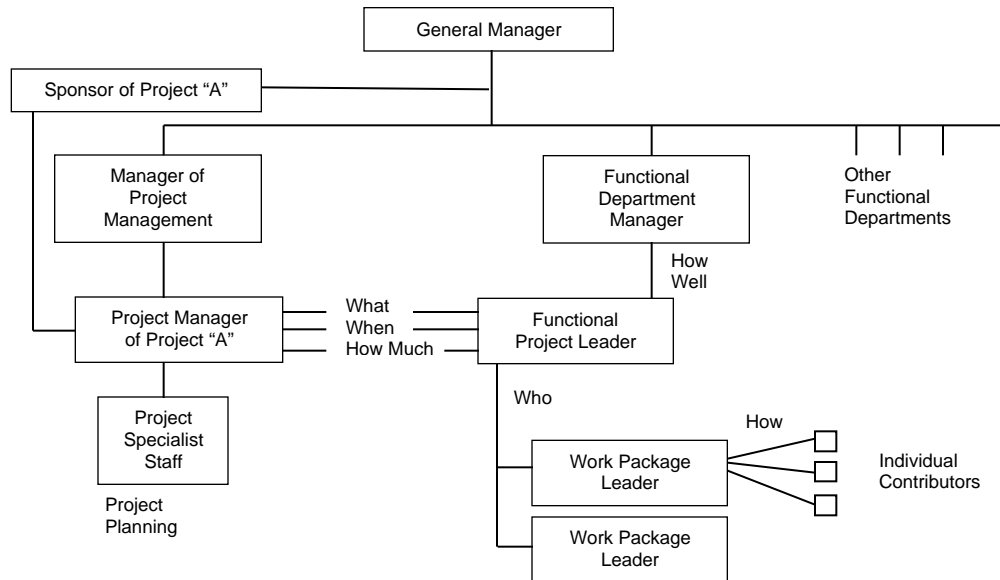 General Manager
Sponsor of Project “A”
Manager of
Project
Management
Functional
Department
Manager
Other
Functional
Departments
How
Well
Project Manager
of Project “A”
What
When
How Much
Functional
Project Leader
Who
Project
Specialist
Staff
Project
Planning
How
Work Package
Leader
Individual
Contributors
Work Package
Leader